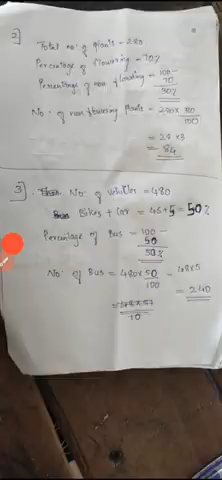 2]
Total no: of plants = 280
Percentage of flowering = 70%
Percentage of non flowering = 100 -
70
30%
No: of non flowering plants = 280 x 30
100
= 28 x 3
= 84
3] No: of vehicles = 480
Bikes + Car = 45 + 5 = 50%
Percentage of Bus = 100 -
50
50%
No: of Bus = 480 x 50 = 48 x 5
100
= 240
10